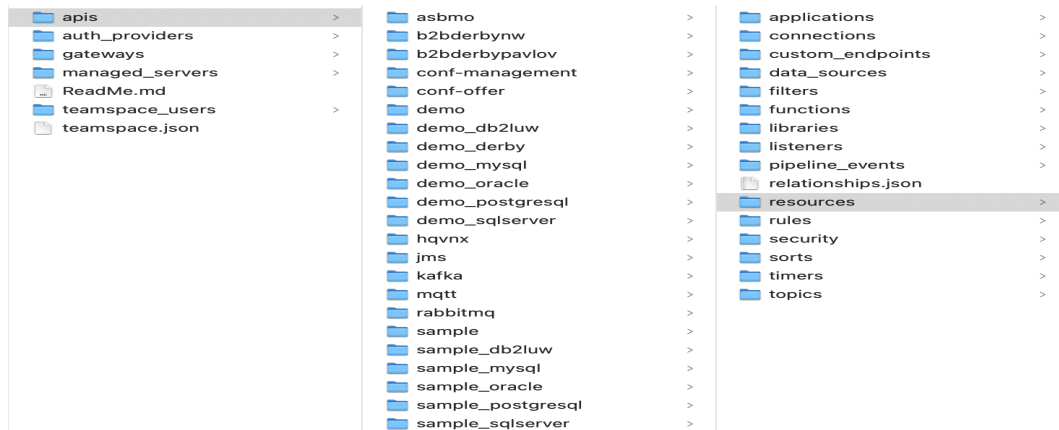 apis
auth_providers
gateways
managed_servers
ReadMe.md
teamspace_users
teamspace.json
asbmo
b2bderbynw
b2bderbypavlov
conf-management
conf-offer
demo
demo_db2luw
demo_derby
demo_mysql
demo_oracle
demo_postgresql
demo_sqlserver
hqvnx
jms
kafka
mqtt
rabbitmq
sample
sample_db2luw
sample_mysql
sample_oracle
sample_postgresql
sample_sqlserver
applications
connections
custom_endpoints
data_sources
filters
functions
libraries
listeners
pipeline_events
relationships.json
resources
rules
security
sorts
timers
topics